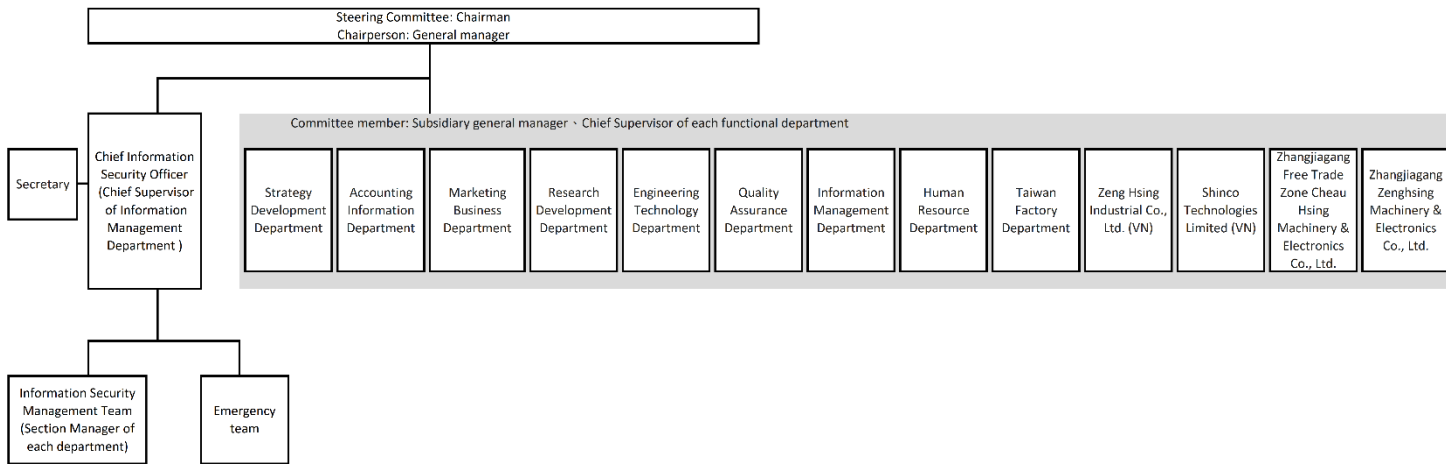 Steering Committee: Chairman
Chairperson: General manager
Committee member: Subsidiary general manager、Chief Supervisor of each functional department
Secretary
Chief Information
Security Officer
(Chief Supervisor
of Information
Management
Department )
Strategy
Development
Department
Accounting
Information
Department
Marketing
Business
Department
Research
Development
Department
Engineering
Technology
Department
Quality
Assurance
Department
Information
Management
Department
Human
Resource
Department
Taiwan
Factory
Department
Zeng Hsing
Industrial Co.,
Ltd. (VN)
Shinco
Technologies
Limited (VN)
Zhangjiagang
Free Trade
Zone Cheau
Hsing
Machinery &
Electronics
Co., Ltd.
Zhangjiagang
Zenghsing
Machinery &
Electronics
Co., Ltd.
Information Security
Management Team
(Section Manager of
each department)
Emergency
team